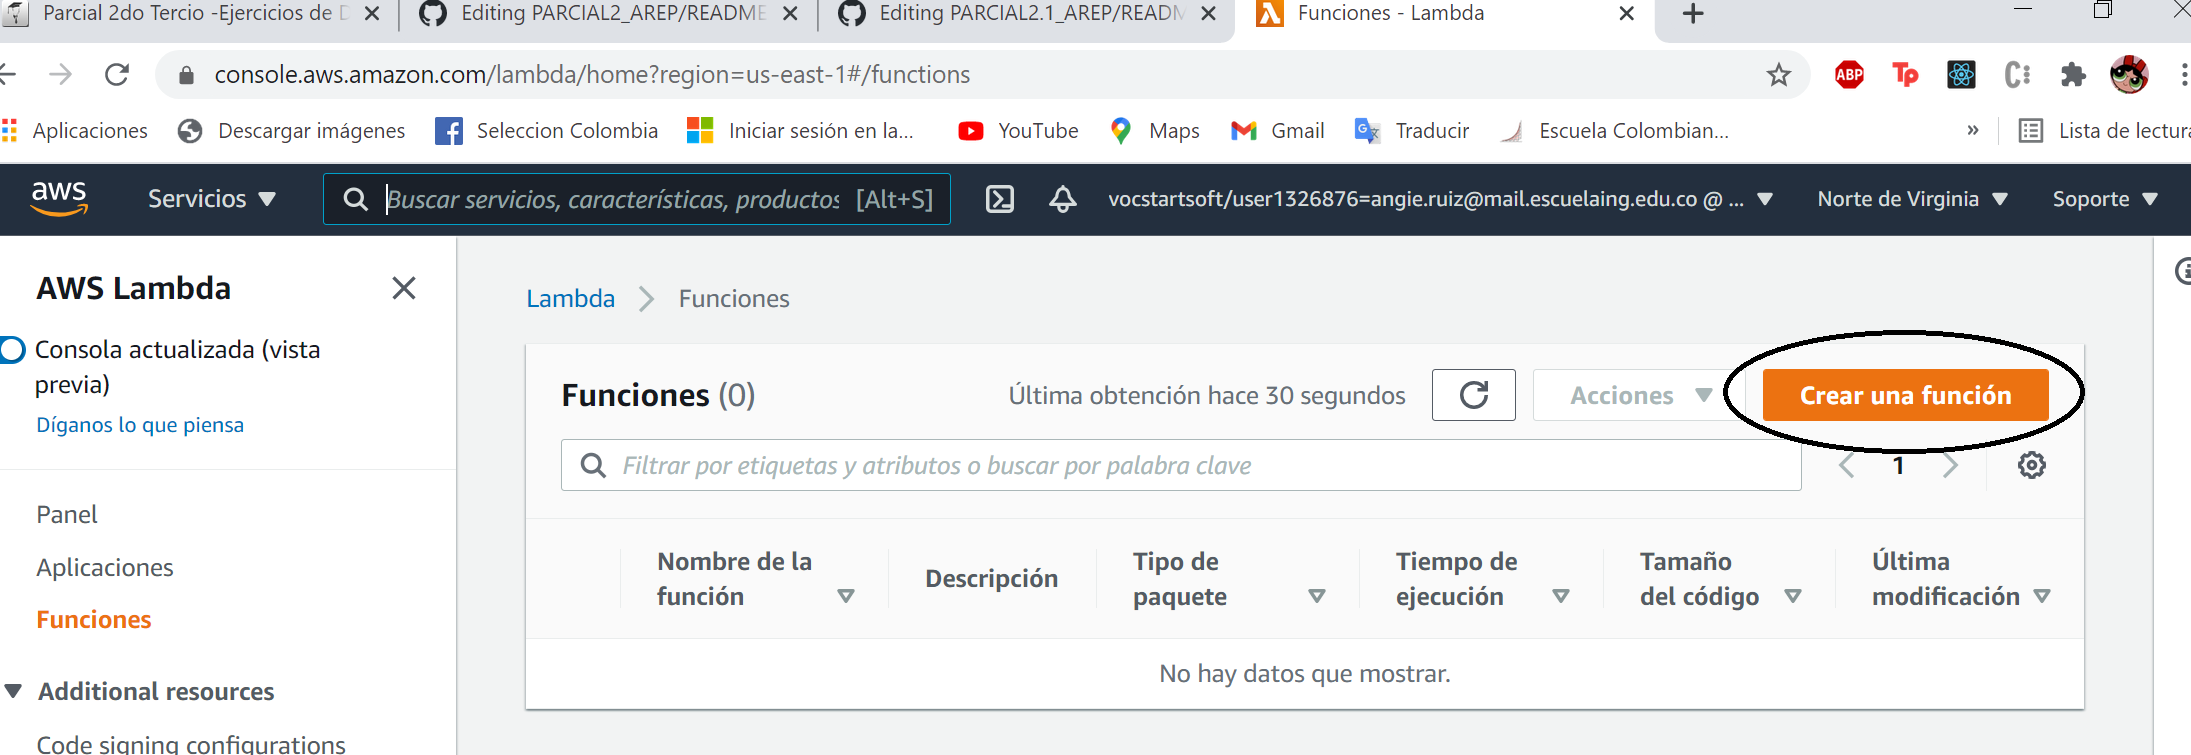 Parcial 2do Tercio -Ejercicios de D
Editing PARCIAL2_AREP/README
Editing PARCIAL2.1_AREP/READM
Funciones - Lambda
console.aws.amazon.com/lambda/home?region=us-east-1#/functions
ABP
Tp
Aplicaciones
Descargar imágenes
Seleccion Colombia
Iniciar sesión en la...
YouTube
Maps
Gmail
Traducir
Escuela Colombian...
»
Lista de lectura
aws
Servicios
Buscar servicios, características, productos
[Alt+S]
vocstartsoft/user1326876=angie.ruiz@mail.escuelaing.edu.co @ ...
Norte de Virginia
Soporte
AWS Lambda
Consola actualizada (vista
previa)
Díganos lo que piensa
Panel
Aplicaciones
Funciones
Additional resources
Code signing configurations
Lambda
Funciones
Funciones (0)
Última obtención hace 30 segundos
Acciones
Crear una función
Filtrar por etiquetas y atributos o buscar por palabra clave
1
Nombre de la
función
Descripción
Tipo de
paquete
Tiempo de
ejecución
Tamaño
del código
Última
modificación
No hay datos que mostrar.